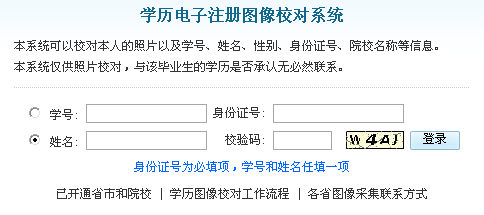 学历电子注册图像校对系统
本系统可以校对本人的照片以及学号、姓名、性别、身份证号、院校名称等信息。
本系统仅供照片校对，与该毕业生的学历是否承认无必然联系。
学号: 身份证号:
姓名: 校验码: W4AJ 登录
身份证号为必填项，学号和姓名任填一项
已开通省市和院校 | 学历图像校对工作流程 | 各省图像采集联系方式